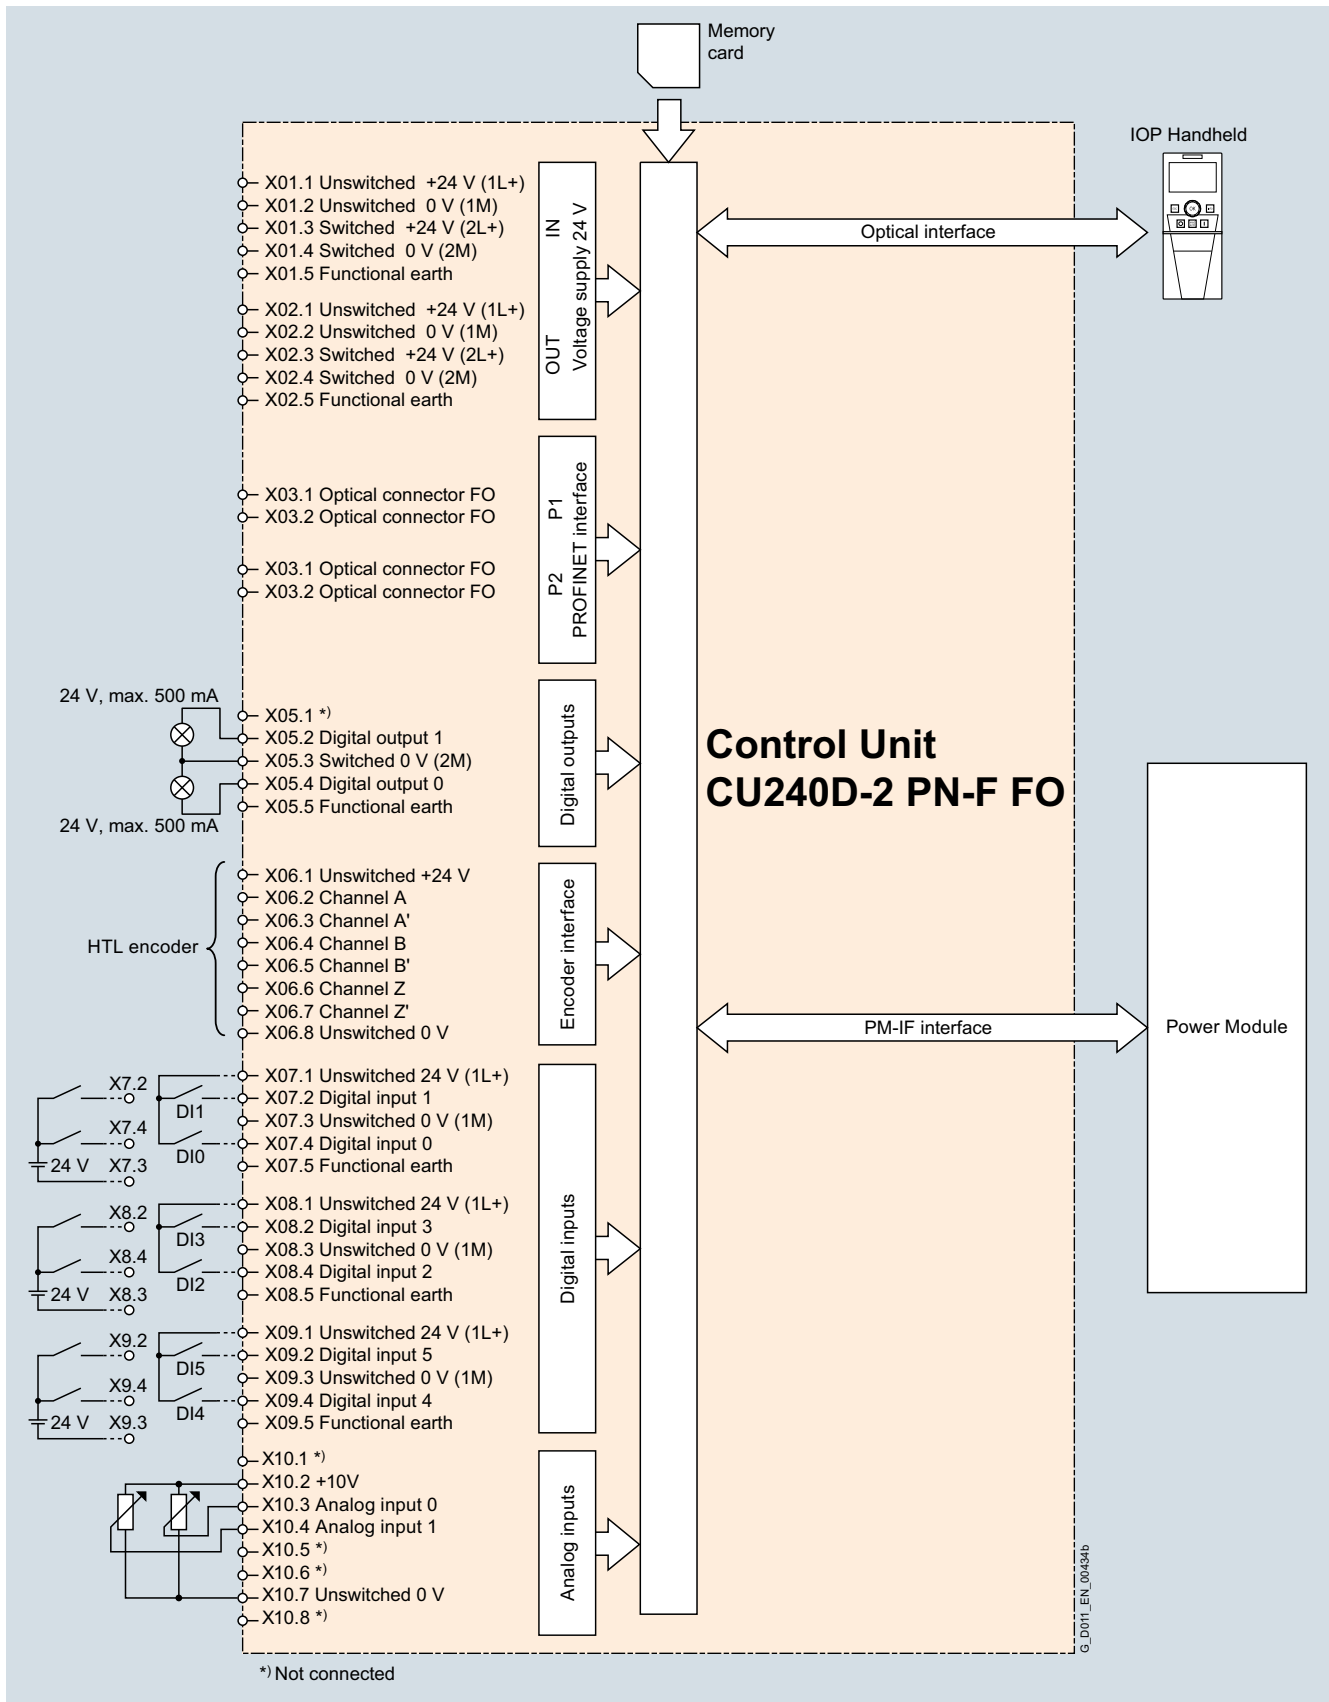 Memory
card
IOP Handheld
X01.1 Unswitched +24 V (1L+)
X01.2 Unswitched 0 V (1M)
X01.3 Switched +24 V (2L+)
X01.4 Switched 0 V (2M)
X01.5 Functional earth
X02.1 Unswitched +24 V (1L+)
X02.2 Unswitched 0 V (1M)
X02.3 Switched +24 V (2L+)
X02.4 Switched 0 V (2M)
X02.5 Functional earth
OUT IN
Voltage supply 24 V
Optical interface
X03.1 Optical connector FO
X03.2 Optical connector FO
X03.1 Optical connector FO
X03.2 Optical connector FO
P2 P1
PROFINET interface
24 V, max. 500 mA
X05.1 *)
X05.2 Digital output 1
X05.3 Switched 0 V (2M)
X05.4 Digital output 0
X05.5 Functional earth
24 V, max. 500 mA
Digital outputs
Control Unit
CU240D-2 PN-F FO
HTL encoder
X06.1 Unswitched +24 V
X06.2 Channel A
X06.3 Channel A'
X06.4 Channel B
X06.5 Channel B'
X06.6 Channel Z
X06.7 Channel Z'
X06.8 Unswitched 0 V
Encoder interface
PM-IF interface
Power Module
X7.2
X7.4
24 V X7.3
DI1
DI0
X07.1 Unswitched 24 V (1L+)
X07.2 Digital input 1
X07.3 Unswitched 0 V (1M)
X07.4 Digital input 0
X07.5 Functional earth
X8.2
X8.4
24 V X8.3
DI3
DI2
X08.1 Unswitched 24 V (1L+)
X08.2 Digital input 3
X08.3 Unswitched 0 V (1M)
X08.4 Digital input 2
X08.5 Functional earth
Digital inputs
X9.2
X9.4
24 V X9.3
DI5
DI4
X09.1 Unswitched 24 V (1L+)
X09.2 Digital input 5
X09.3 Unswitched 0 V (1M)
X09.4 Digital input 4
X09.5 Functional earth
X10.1 *)
X10.2 +10V
X10.3 Analog input 0
X10.4 Analog input 1
X10.5 *)
X10.6 *)
X10.7 Unswitched 0 V
X10.8 *)
Analog inputs
G_D011_EN_00434b
*) Not connected